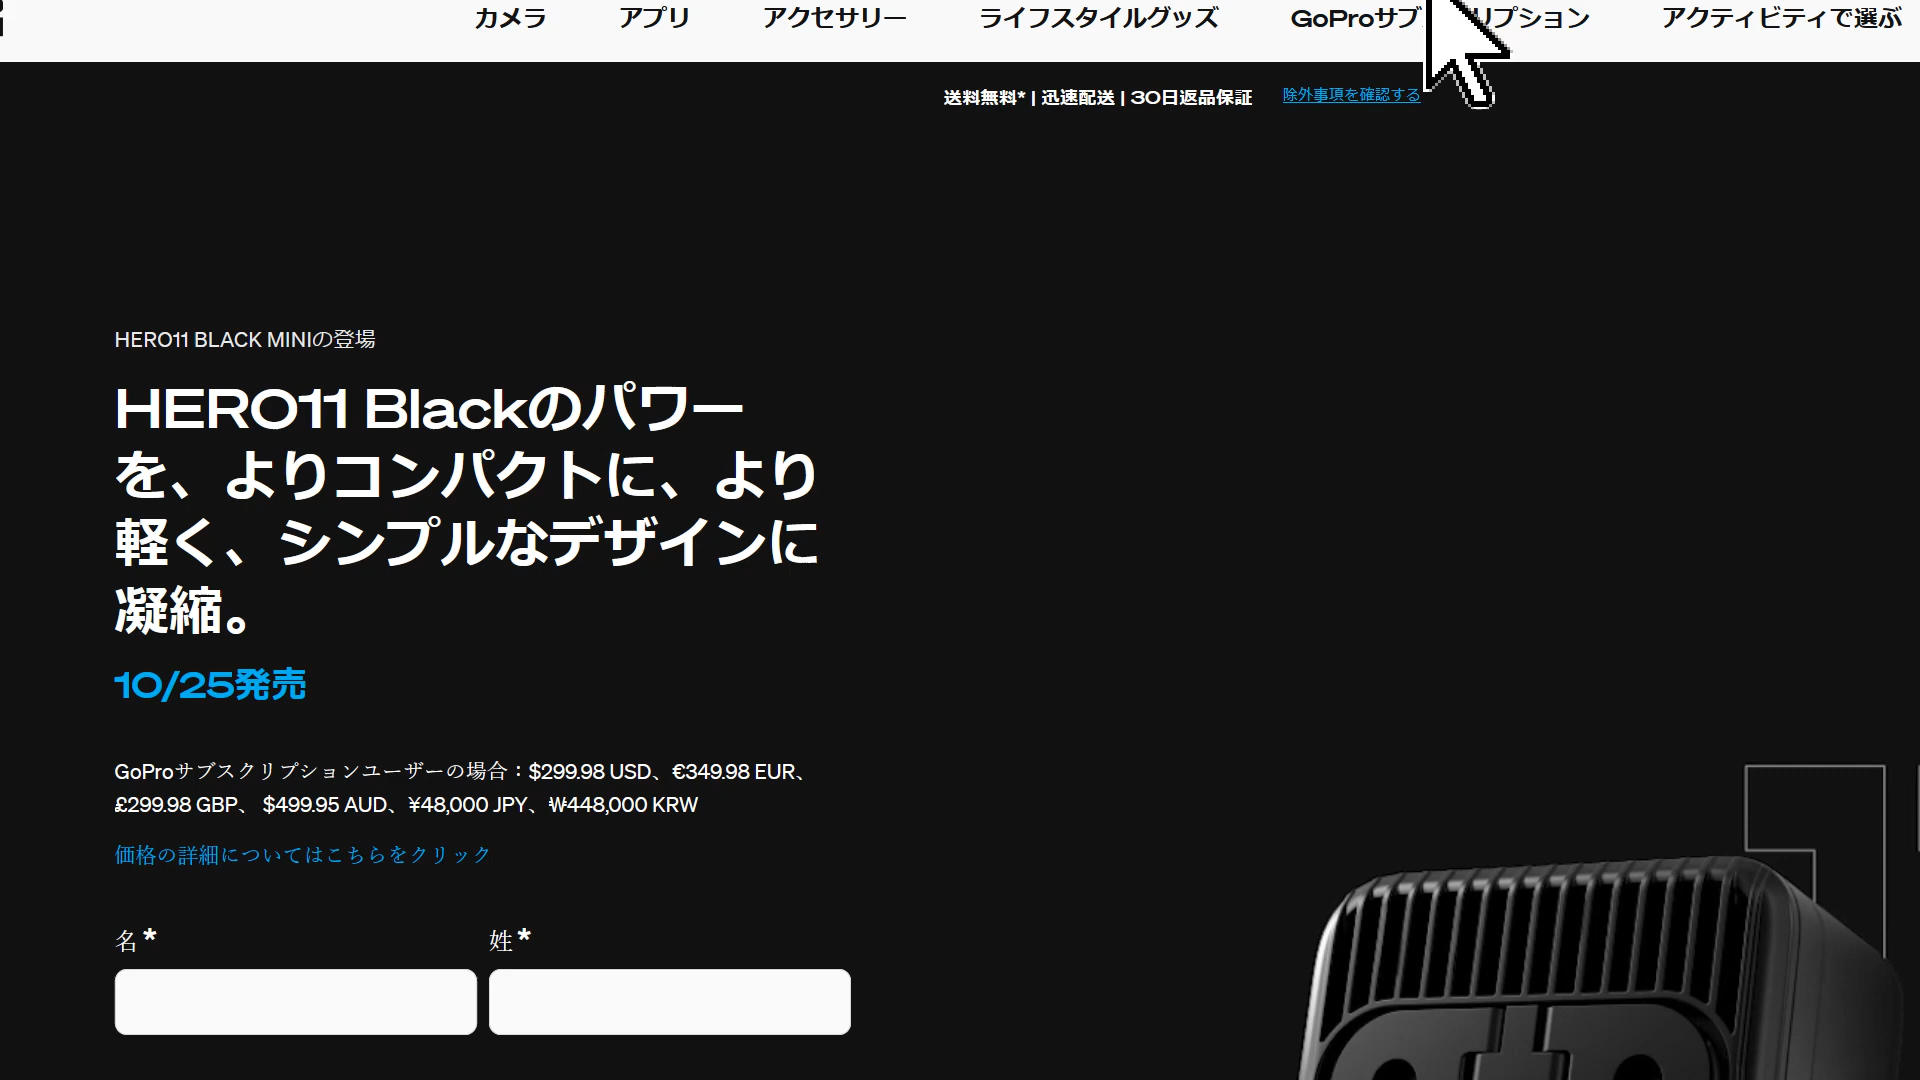 カメラ アプリ アクセサリー ライフスタイルグッズ GoProサブ リプション アクティビティで選ぶ
送料無料* | 迅速配送 | 30日返品保証 除外事項を確認する
HERO11 BLACK MINIの登場
HERO11 Blackのパワー
を、よりコンパクトに、より
軽く、シンプルなデザインに
凝縮。
10/25発売
GoProサブスクリプションユーザーの場合：$299.98 USD、€349.98 EUR、
£299.98 GBP、 $499.95 AUD、¥48,000 JPY、₩448,000 KRW
価格の詳細についてはこちらをクリック
名* 姓*